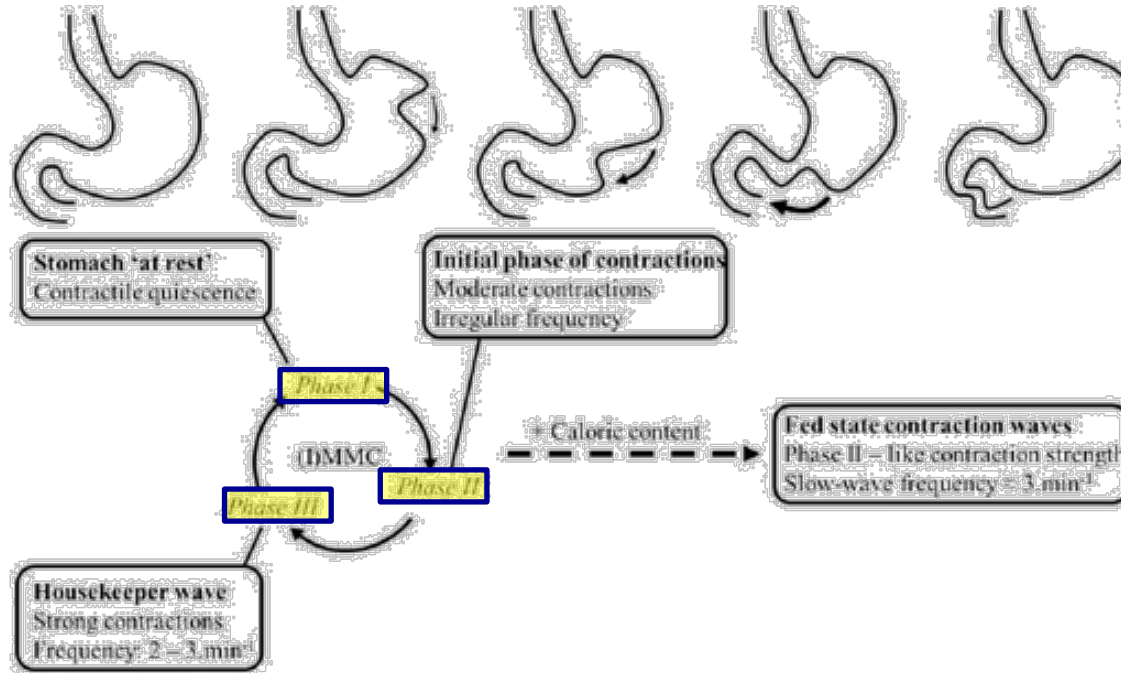 Stomach ‘at rest’
Contractile quiescence
Initial phase of contractions
Moderate contractions
Irregular frequency
Phase I
(I)MMC
Phase II
Phase III
+ Caloric content
Fed state contraction waves
Phase II – like contraction strength
Slow-wave frequency = 3 min⁻¹
Housekeeper wave
Strong contractions
Frequency: 2 – 3 min⁻¹